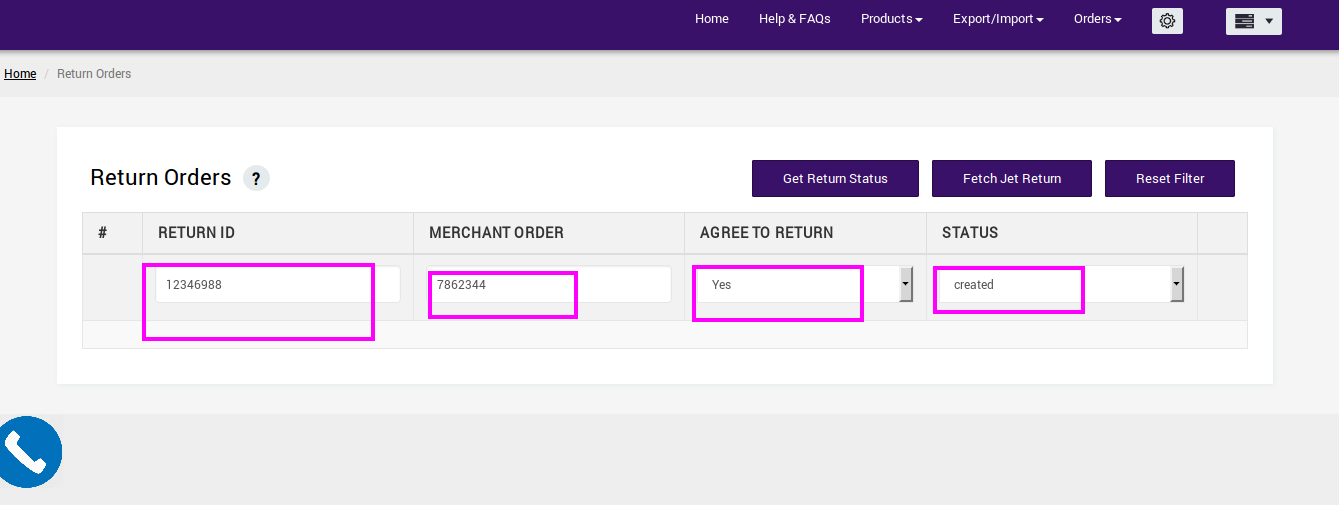 Home Help & FAQs Products Export/Import Orders
Home / Return Orders
Return Orders ?
Get Return Status Fetch Jet Return Reset Filter
# RETURN ID MERCHANT ORDER AGREE TO RETURN STATUS
12346988 7862344 Yes created